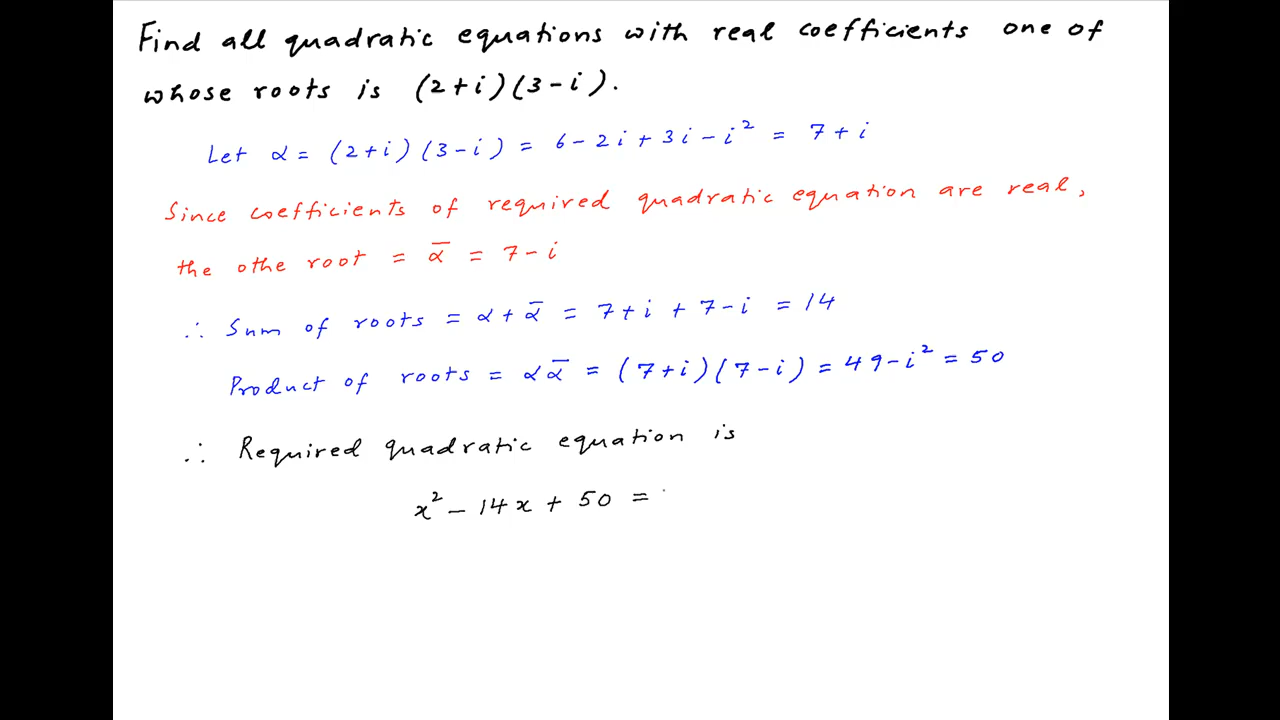 Find all quadratic equations with real coefficients one of
whose roots is (2+i)(3-i).
Let α = (2+i)(3-i) = 6 - 2i + 3i - i² = 7 + i
Since coefficients of required quadratic equation are real,
the othe root = ᾱ = 7 - i
∴ Sum of roots = α + ᾱ = 7 + i + 7 - i = 14
Product of roots = αᾱ = (7+i)(7-i) = 49 - i² = 50
∴ Required quadratic equation is
x² - 14x + 50 =